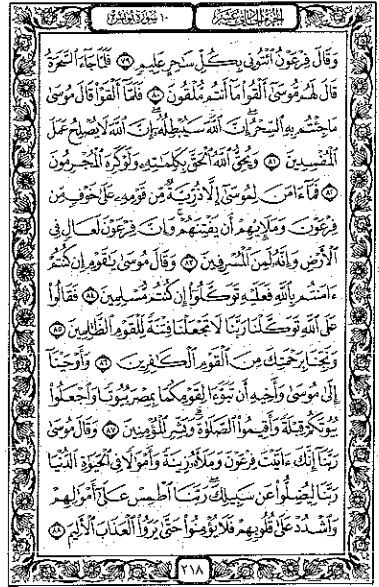 الجزء الحادي عشر
١٠ سورة يونس
وَقَالَ فِرْعَوْنُ ٱئْتُونِى بِكُلِّ سَٰحِرٍ عَلِيمٍ ٧٩ فَلَمَّا جَآءَ ٱلسَّحَرَةُ
قَالَ لَهُم مُّوسَىٰٓ أَلْقُوا۟ مَآ أَنتُم مُّلْقُونَ ٨٠ فَلَمَّآ أَلْقَوْا۟ قَالَ مُوسَىٰ
مَا جِئْتُم بِهِ ٱلسِّحْرُ إِنَّ ٱللَّهَ سَيُبْطِلُهُۥٓ إِنَّ ٱللَّهَ لَا يُصْلِحُ عَمَلَ
ٱلْمُفْسِدِينَ ٨١ وَيُحِقُّ ٱللَّهُ ٱلْحَقَّ بِكَلِمَٰتِهِۦ وَلَوْ كَرِهَ ٱلْمُجْرِمُونَ
٨٢ فَمَآ ءَامَنَ لِمُوسَىٰٓ إِلَّا ذُرِّيَّةٌ مِّن قَوْمِهِۦ عَلَىٰ خَوْفٍ مِّن
فِرْعَوْنَ وَمَلَإِي۟هِمْ أَن يَفْتِنَهُمْ وَإِنَّ فِرْعَوْنَ لَعَالٍ فِى
ٱلْأَرْضِ وَإِنَّهُۥ لَمِنَ ٱلْمُسْرِفِينَ ٨٣ وَقَالَ مُوسَىٰ يَٰقَوْمِ إِن كُنتُمْ
ءَامَنتُم بِٱللَّهِ فَعَلَيْهِ تَوَكَّلُوٓا۟ إِن كُنتُم مُّسْلِمِينَ ٨٤ فَقَالُوا۟
عَلَى ٱللَّهِ تَوَكَّلْنَا رَبَّنَا لَا تَجْعَلْنَا فِتْنَةً لِّلْقَوْمِ ٱلظَّٰلِمِينَ ٨٥
وَنَجِّنَا بِرَحْمَتِكَ مِنَ ٱلْقَوْمِ ٱلْكَٰفِرِينَ ٨٦ وَأَوْحَيْنَآ
إِلَىٰ مُوسَىٰ وَأَخِيهِ أَن تَبَوَّءَا لِقَوْمِكُمَا بِمِصْرَ بُيُوتًا وَٱجْعَلُوا۟
بُيُوتَكُمْ قِبْلَةً وَأَقِيمُوا۟ ٱلصَّلَوٰةَ وَبَشِّرِ ٱلْمُؤْمِنِينَ ٨٧ وَقَالَ مُوسَىٰ
رَبَّنَآ إِنَّكَ ءَاتَيْتَ فِرْعَوْنَ وَمَلَأَهُۥ زِينَةً وَأَمْوَٰلًا فِى ٱلْحَيَوٰةِ ٱلدُّنْيَا
رَبَّنَا لِيُضِلُّوا۟ عَن سَبِيلِكَ رَبَّنَا ٱطْمِسْ عَلَىٰٓ أَمْوَٰلِهِمْ
وَٱشْدُدْ عَلَىٰ قُلُوبِهِمْ فَلَا يُؤْمِنُوا۟ حَتَّىٰ يَرَوُا۟ ٱلْعَذَابَ ٱلْأَلِيمَ ٨٨
٢١٨